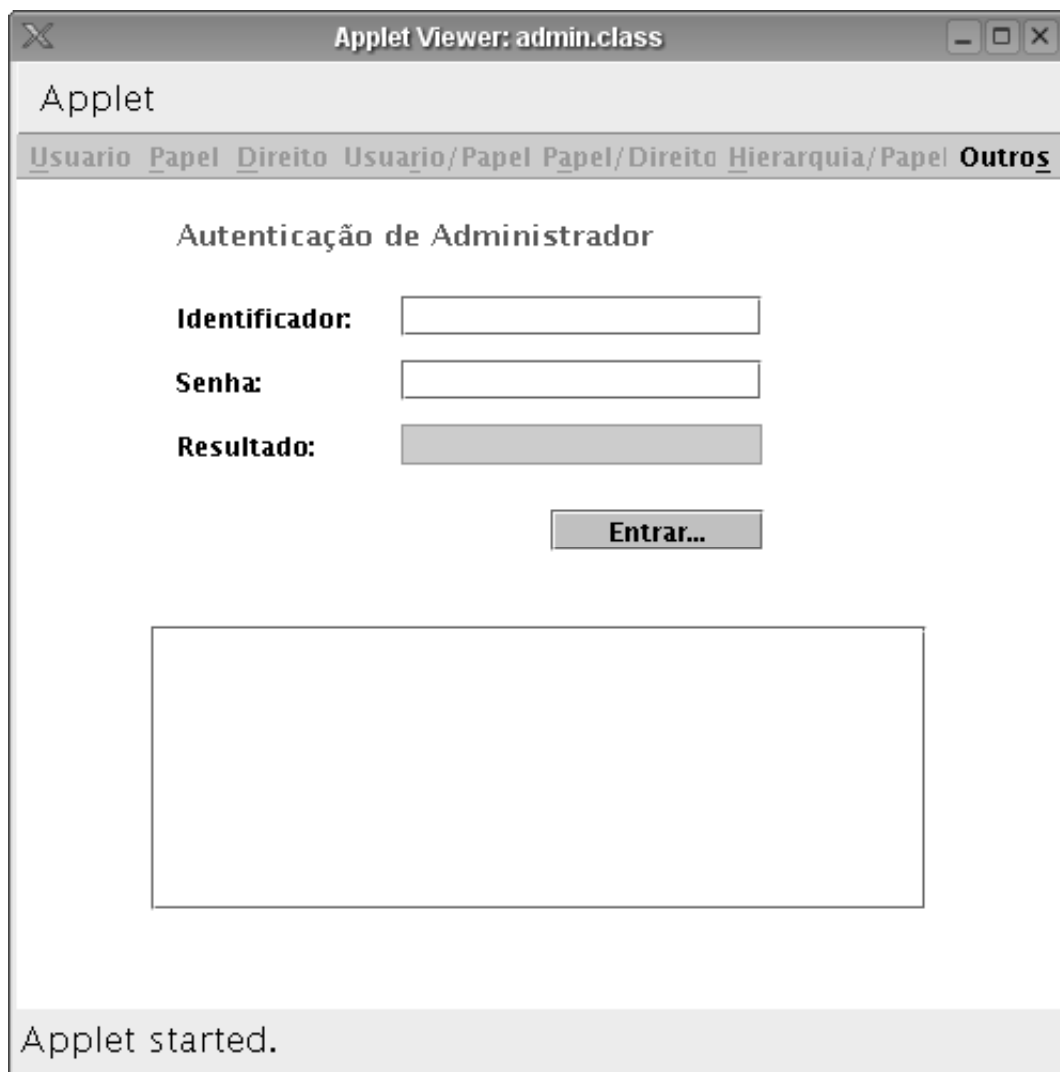 Applet Viewer: admin.class
Applet
Usuario Papel Direito Usuario/Papel Papel/Direito Hierarquia/Papel Outros
Autenticação de Administrador
Identificador:
Senha:
Resultado:
Entrar...
Applet started.